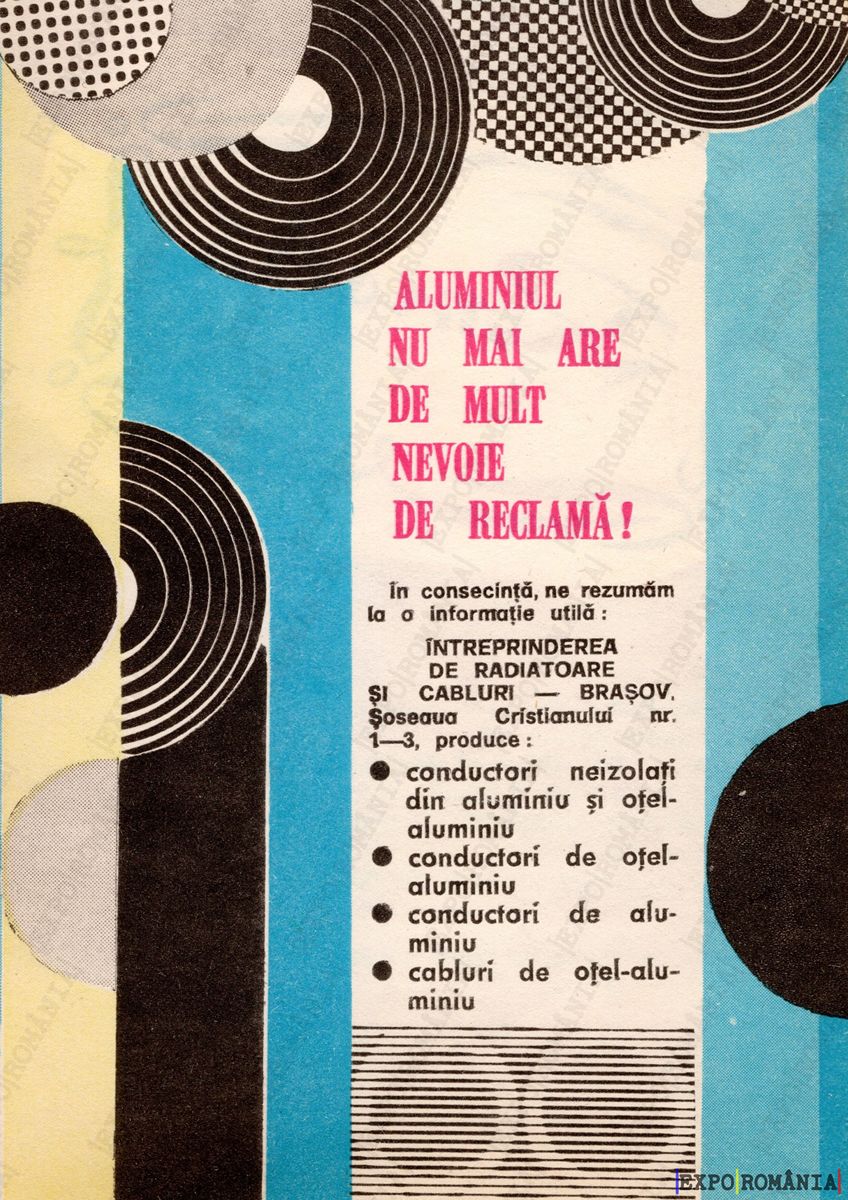 ALUMINIUL
NU MAI ARE
DE MULT
NEVOIE
DE RECLAMĂ!
În consecință, ne rezumăm
la o informație utilă:
ÎNTREPRINDEREA
DE RADIATOARE
ȘI CABLURI — BRAȘOV,
Șoseaua Cristianului nr.
1—3, produce:
● conductori neizolați
din aluminiu și oțel-
aluminiu
● conductori de oțel-
aluminiu
● conductori de alu-
miniu
● cabluri de oțel-alu-
miniu
|EXPO|ROMÂNIA|